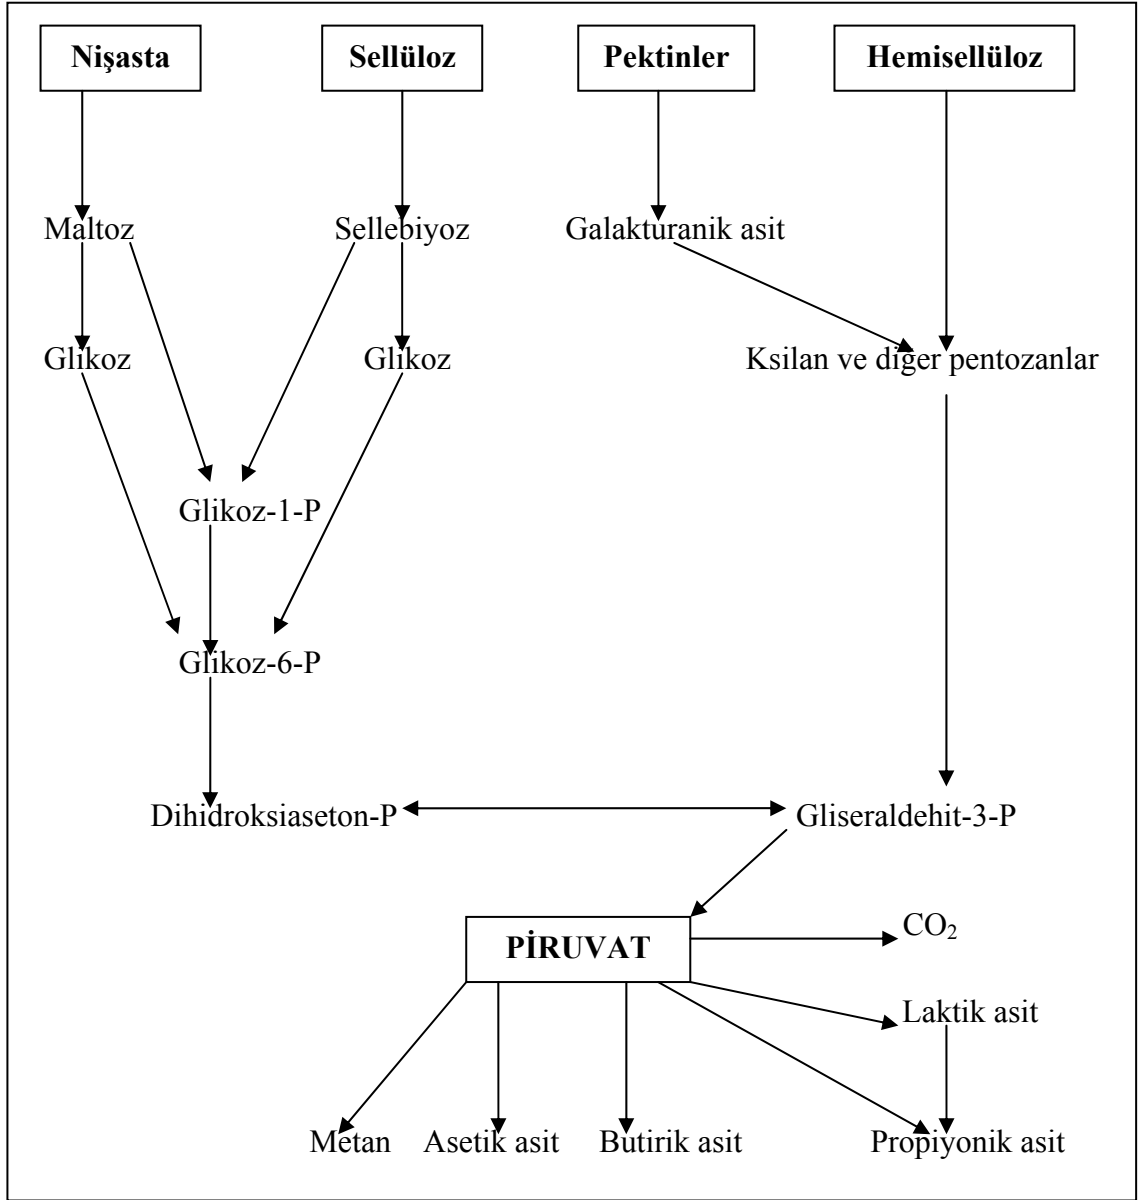 Nişasta
Sellüloz
Pektinler
Hemisellüloz
Maltoz
Sellebiyoz
Galakturanik asit
Glikoz
Glikoz
Ksilan ve diğer pentozanlar
Glikoz-1-P
Glikoz-6-P
Dihidroksiaseton-P
Gliseraldehit-3-P
PİRUVAT
CO₂
Laktik asit
Metan
Asetik asit
Butirik asit
Propiyonik asit